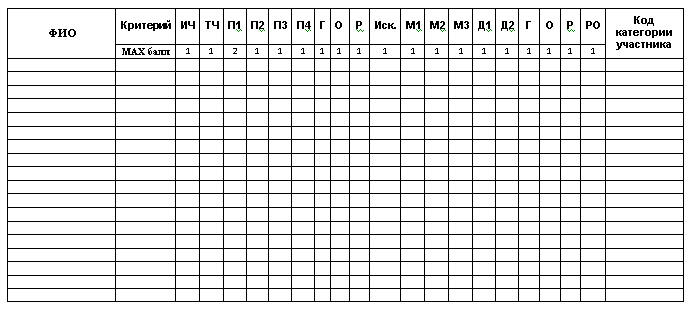 ФИО Критерий ИЧ ТЧ П1 П2 П3 П4 Г О Р Иск. М1 М2 М3 Д1 Д2 Г О Р РО Код категории участника
MAX балл 1 1 2 1 1 1 1 1 1 1 1 1 1 1 1 1 1 1 1